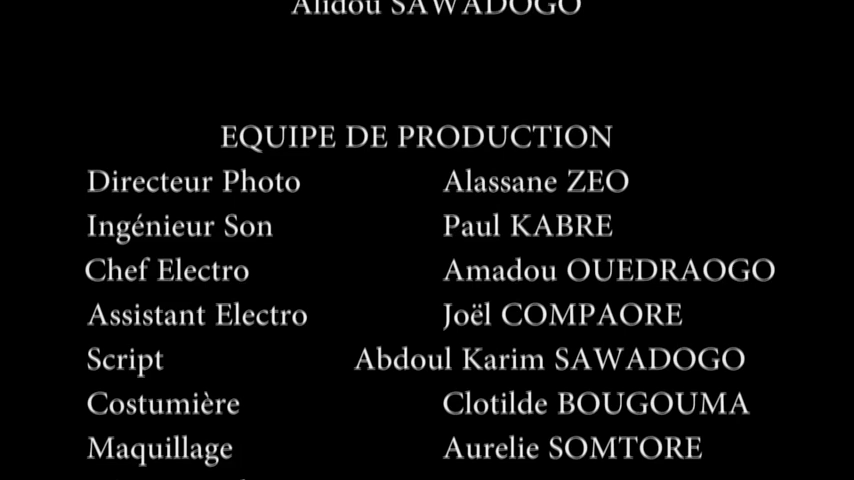 Alidou SAWADOGO
EQUIPE DE PRODUCTION
Directeur Photo Alassane ZEO
Ingénieur Son Paul KABRE
Chef Electro Amadou OUEDRAOGO
Assistant Electro Joël COMPAORE
Script Abdoul Karim SAWADOGO
Costumière Clotilde BOUGOUMA
Maquillage Aurelie SOMTORE